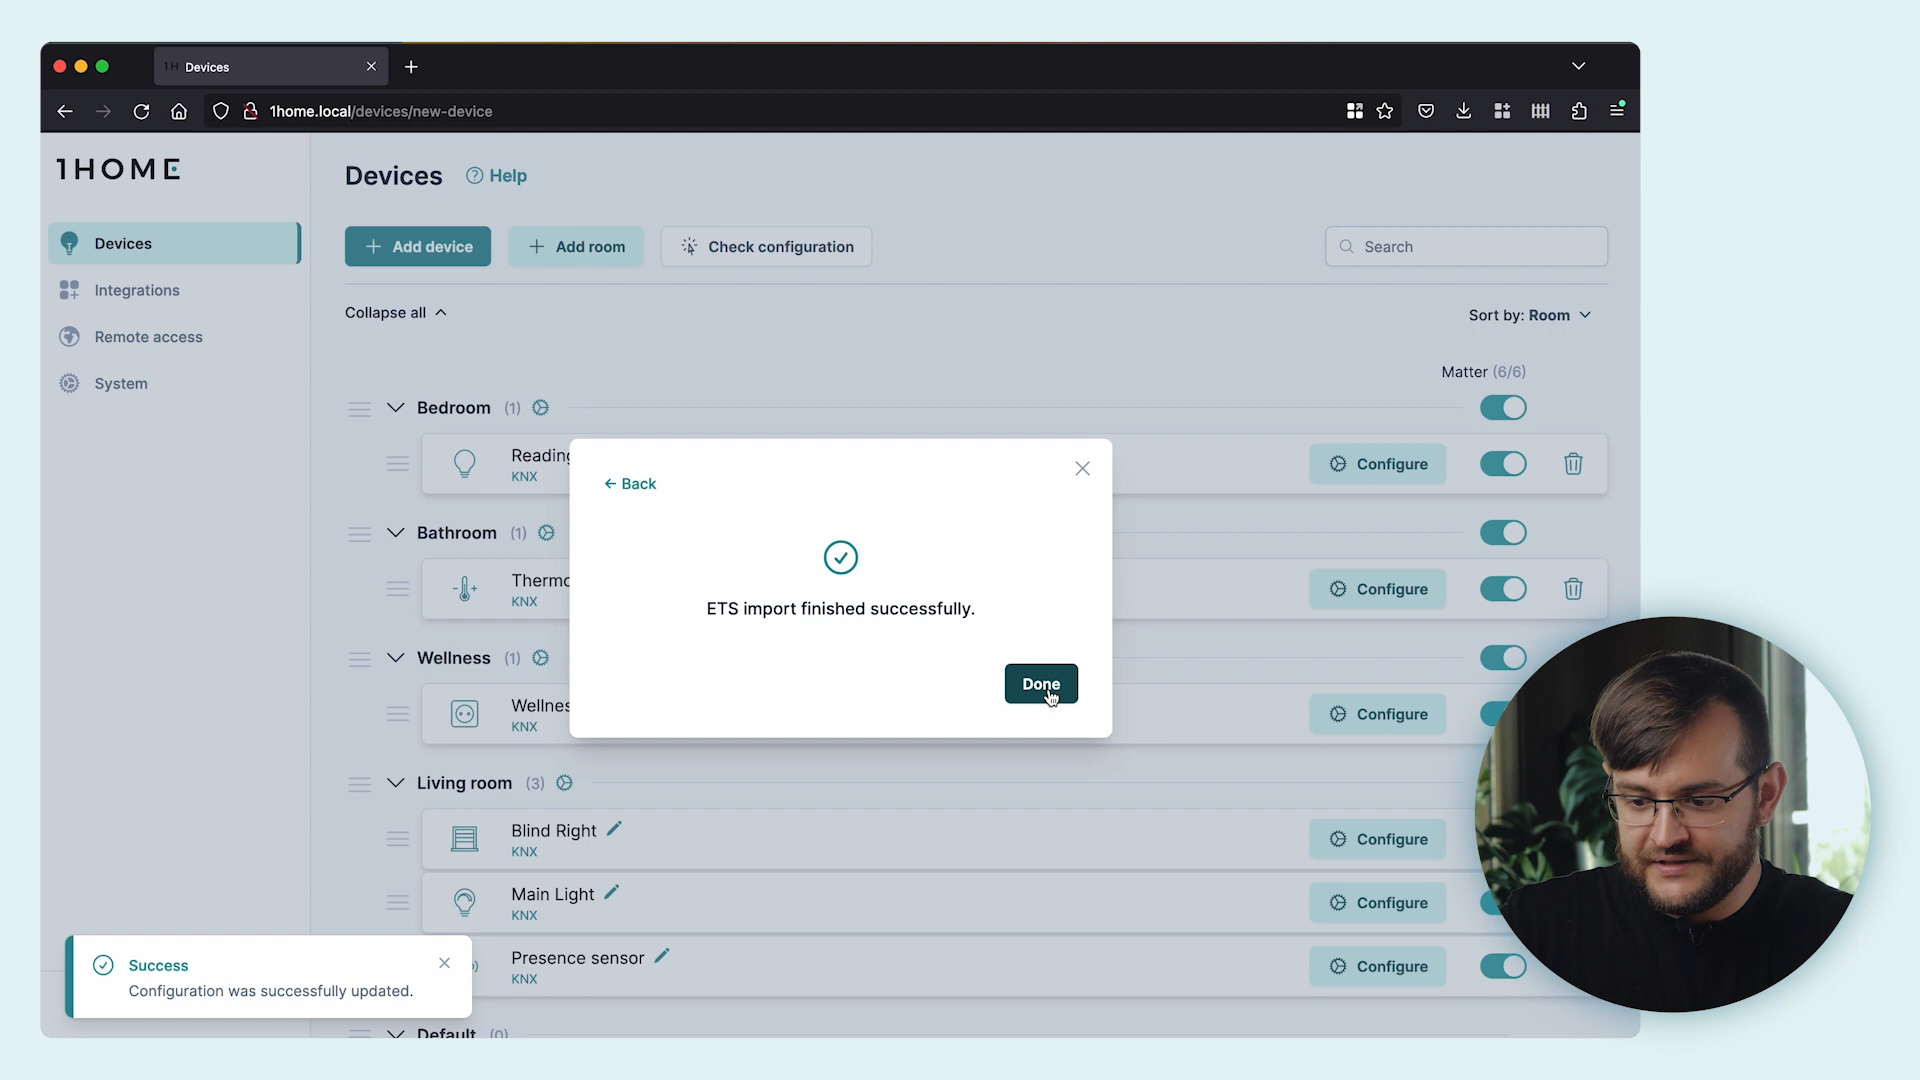 1H Devices
1home.local/devices/new-device
1HOME
Devices
Integrations
Remote access
System
Devices
? Help
+ Add device
+ Add room
Check configuration
Search
Collapse all
Sort by: Room
Matter (6/6)
Bedroom (1)
Reading
KNX
Configure
Bathroom (1)
Thermo
KNX
Configure
Wellness (1)
Wellnes
KNX
Configure
← Back
ETS import finished successfully.
Done
Living room (3)
Blind Right
KNX
Configure
Main Light
KNX
Configure
Presence sensor
KNX
Configure
Default (0)
Success
Configuration was successfully updated.